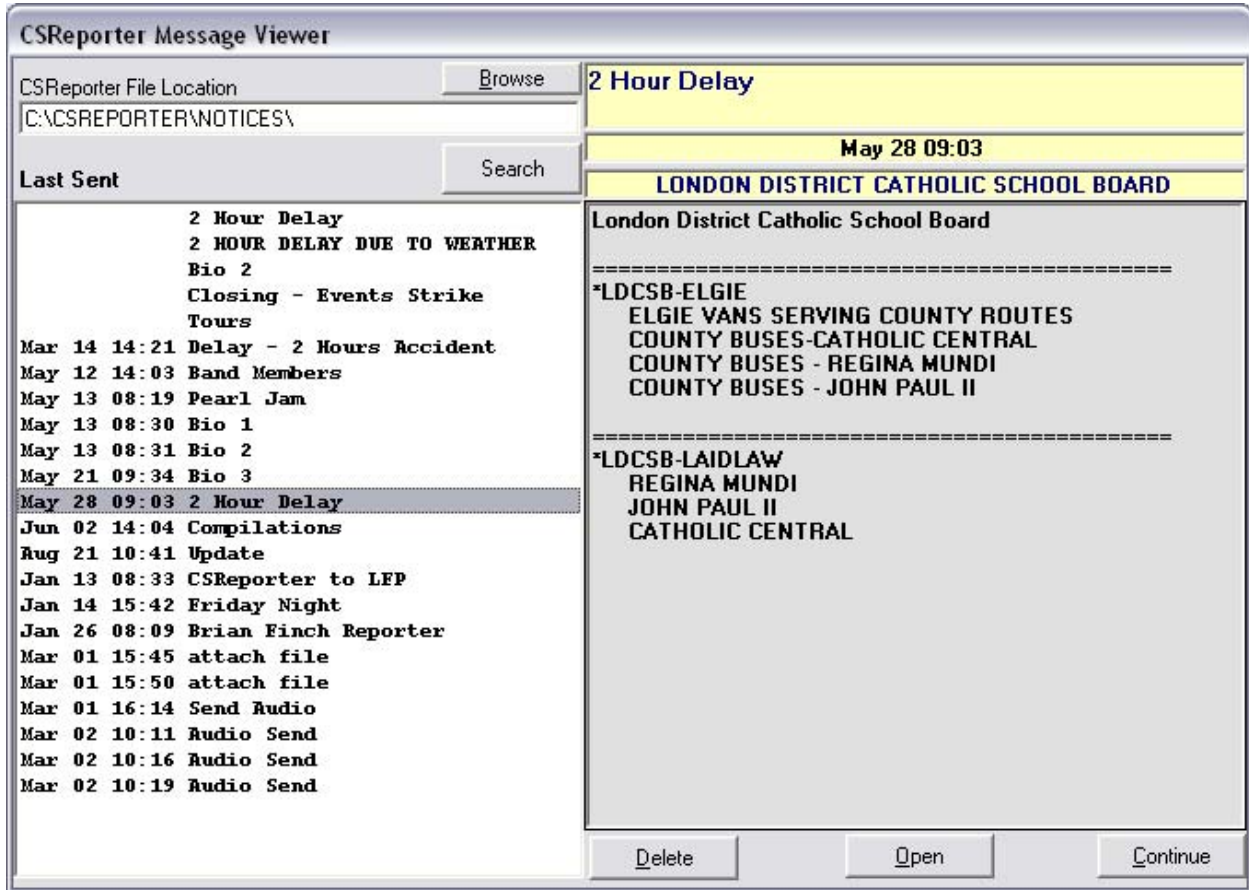 CSReporter Message Viewer
CSReporter File Location
Browse
C:\CSREPORTER\NOTICES\
Last Sent
Search
2 Hour Delay
2 HOUR DELAY DUE TO WEATHER
Bio 2
Closing - Events Strike
Tours
Mar 14 14:21 Delay - 2 Hours Accident
May 12 14:03 Band Members
May 13 08:19 Pearl Jam
May 13 08:30 Bio 1
May 13 08:31 Bio 2
May 21 09:34 Bio 3
May 28 09:03 2 Hour Delay
Jun 02 14:04 Compilations
Aug 21 10:41 Update
Jan 13 08:33 CSReporter to LFP
Jan 14 15:42 Friday Night
Jan 26 08:09 Brian Finch Reporter
Mar 01 15:45 attach file
Mar 01 15:50 attach file
Mar 01 16:14 Send Audio
Mar 02 10:11 Audio Send
Mar 02 10:16 Audio Send
Mar 02 10:19 Audio Send
2 Hour Delay
May 28 09:03
LONDON DISTRICT CATHOLIC SCHOOL BOARD
London District Catholic School Board
=============================================
*LDCSB-ELGIE
ELGIE VANS SERVING COUNTY ROUTES
COUNTY BUSES-CATHOLIC CENTRAL
COUNTY BUSES - REGINA MUNDI
COUNTY BUSES - JOHN PAUL II
=============================================
*LDCSB-LAIDLAW
REGINA MUNDI
JOHN PAUL II
CATHOLIC CENTRAL
Delete
Open
Continue